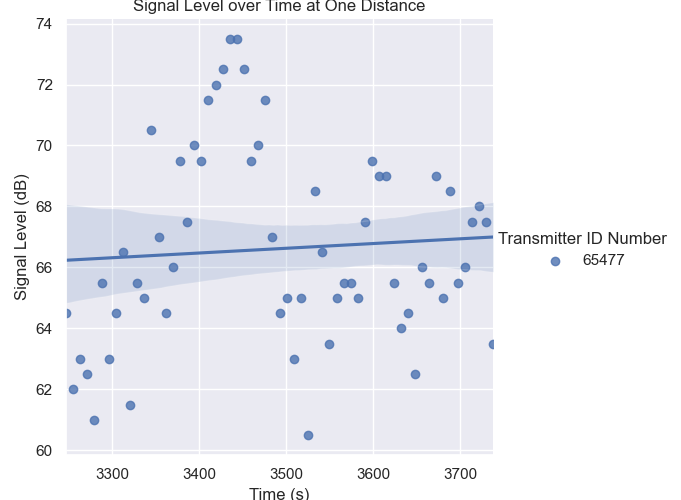 Signal Level over Time at One Distance
74
72
70
68
66
64
62
60
Signal Level (dB)
3300 3400 3500 3600 3700
Time (s)
Transmitter ID Number
65477